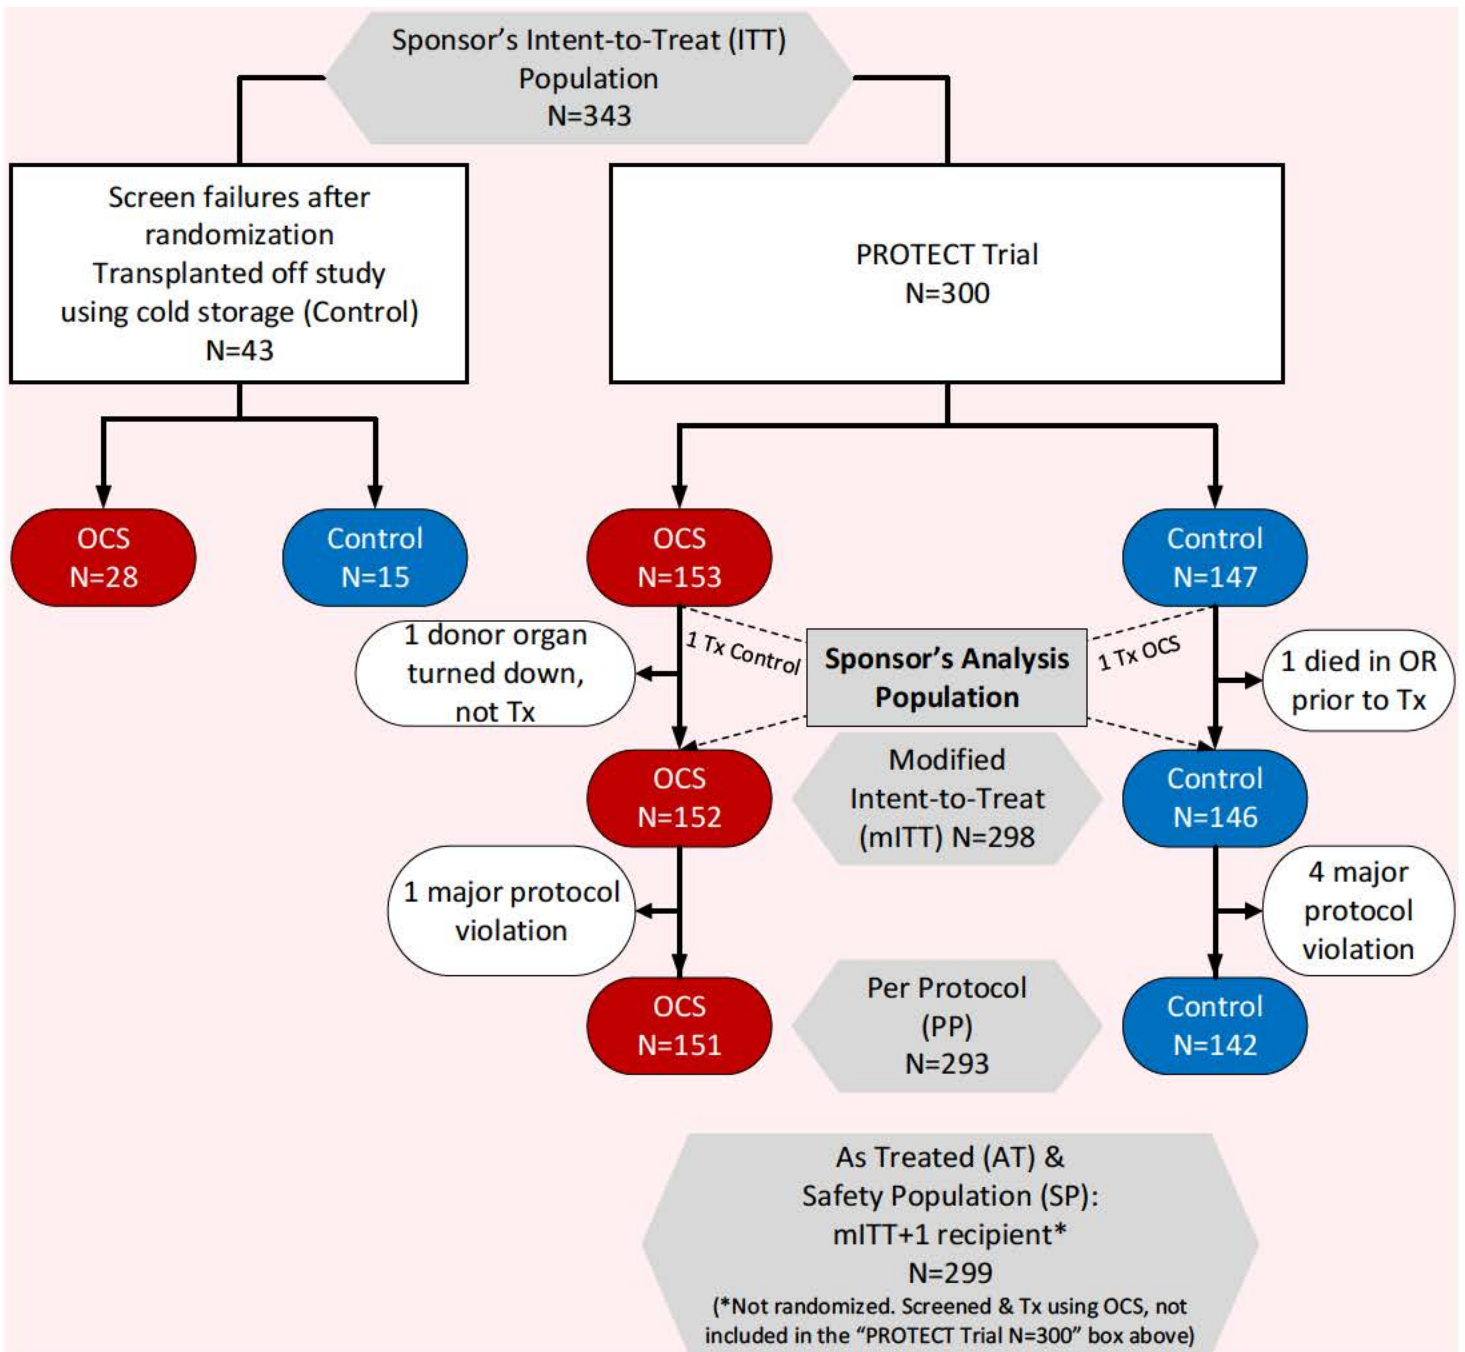 Sponsor's Intent-to-Treat (ITT)
Population
N=343
Screen failures after
randomization
Transplanted off study
using cold storage (Control)
N=43
PROTECT Trial
N=300
OCS
N=28
Control
N=15
OCS
N=153
Control
N=147
1 donor organ
turned down,
not Tx
1 Tx Control
Sponsor's Analysis
Population
1 Tx OCS
1 died in OR
prior to Tx
OCS
N=152
Modified
Intent-to-Treat
(mITT) N=298
Control
N=146
1 major protocol
violation
4 major
protocol
violation
OCS
N=151
Per Protocol
(PP)
N=293
Control
N=142
As Treated (AT) &
Safety Population (SP):
mITT+1 recipient*
N=299
(*Not randomized. Screened & Tx using OCS, not
included in the "PROTECT Trial N=300" box above)